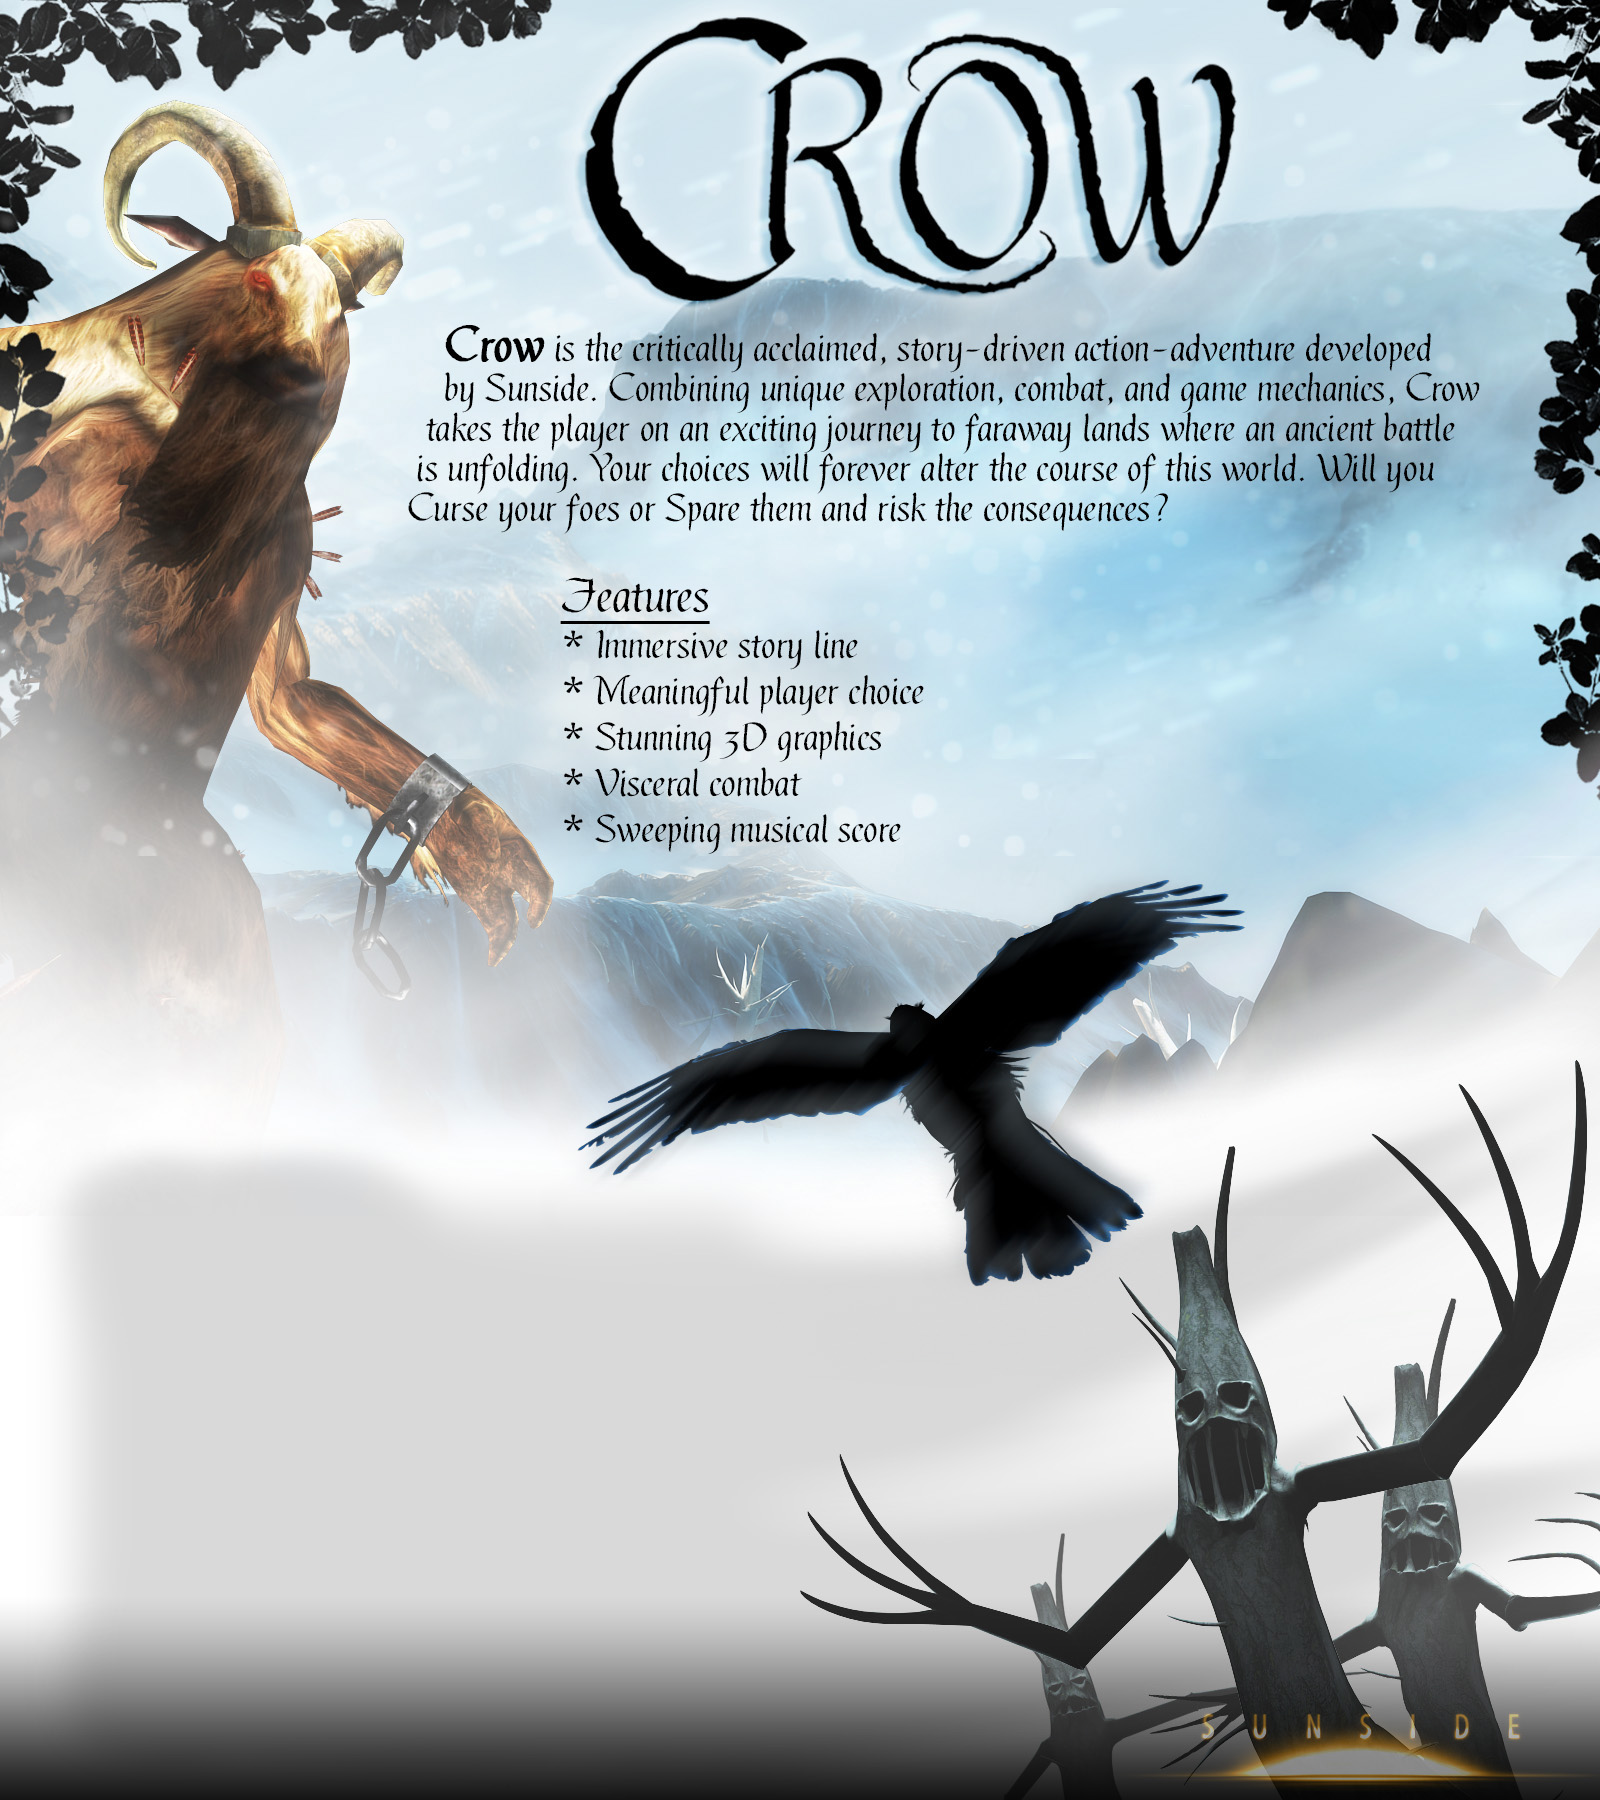 CROW
Crow is the critically acclaimed, story-driven action-adventure developed
by Sunside. Combining unique exploration, combat, and game mechanics, Crow
takes the player on an exciting journey to faraway lands where an ancient battle
is unfolding. Your choices will forever alter the course of this world. Will you
Curse your foes or Spare them and risk the consequences?
Features
* Immersive story line
* Meaningful player choice
* Stunning 3D graphics
* Visceral combat
* Sweeping musical score
SUNSIDE